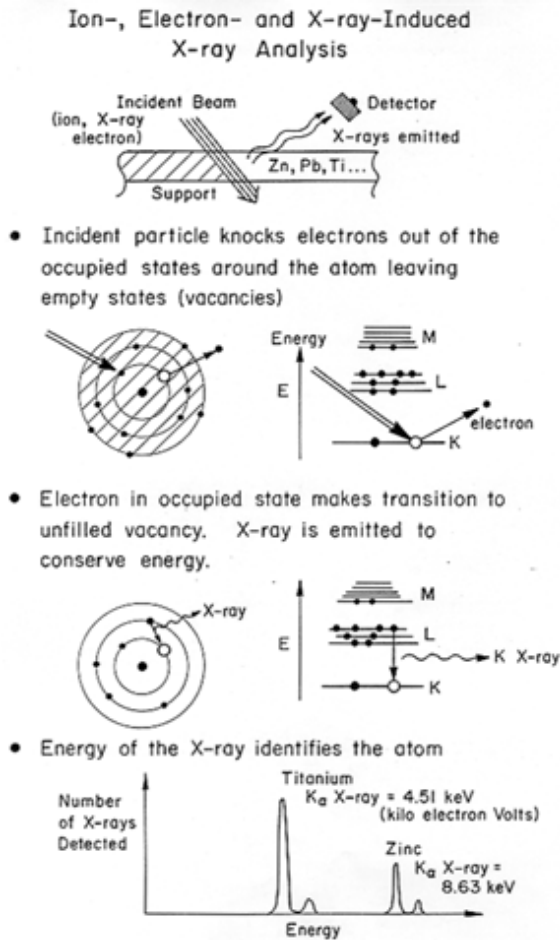 Ion-, Electron- and X-ray-Induced
X-ray Analysis
Incident Beam
(ion, X-ray
electron)
Detector
X-rays emitted
Zn, Pb, Ti...
Support
• Incident particle knocks electrons out of the
occupied states around the atom leaving
empty states (vacancies)
Energy
E
M
L
K
electron
• Electron in occupied state makes transition to
unfilled vacancy. X-ray is emitted to
conserve energy.
X-ray
E
M
L
K X-ray
K
• Energy of the X-ray identifies the atom
Number
of X-rays
Detected
Titonium
Kα X-ray = 4.51 keV
(kilo electron Volts)
Zinc
Kα X-ray =
8.63 keV
Energy